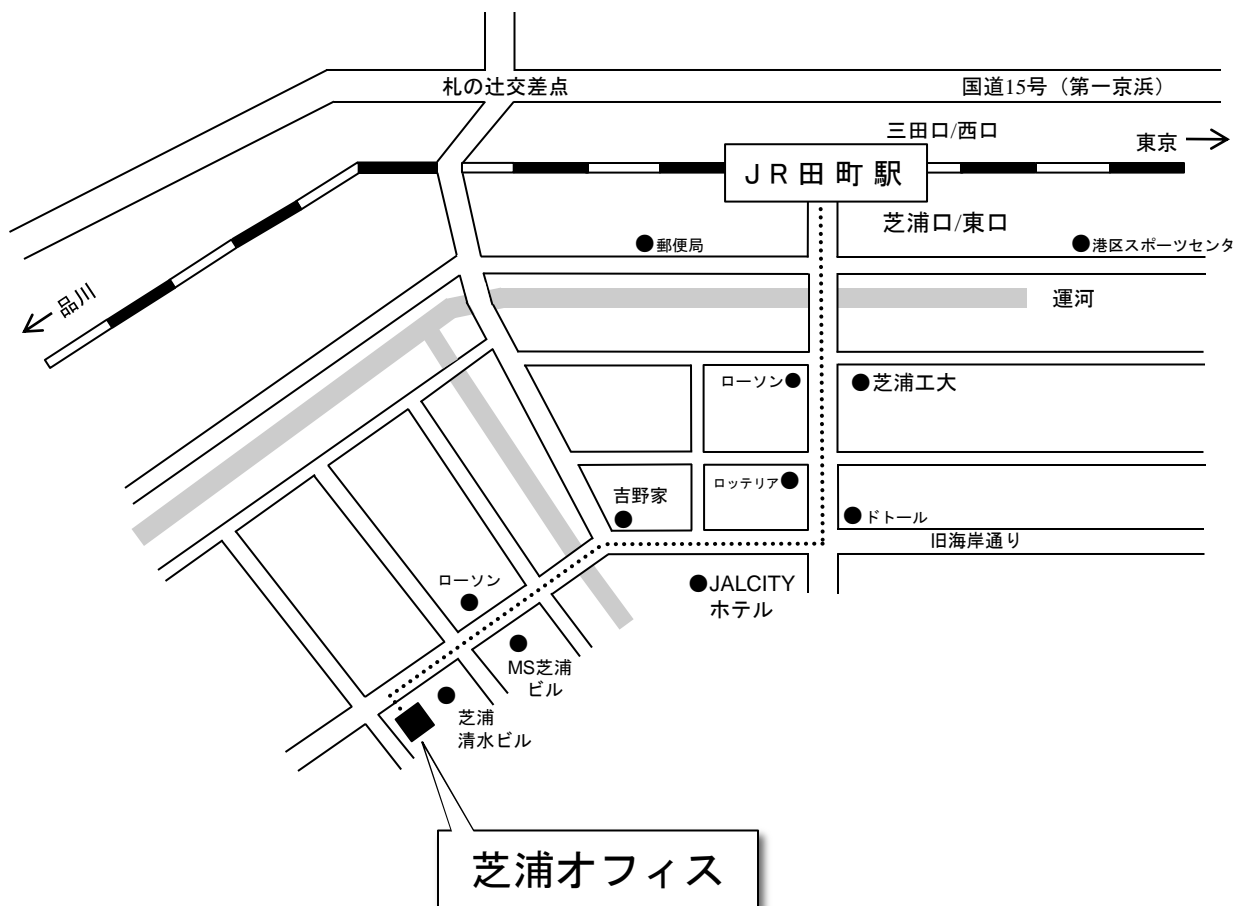 札の辻交差点
国道15号（第一京浜）
三田口/西口
東京
JR田町駅
芝浦口/東口
郵便局
港区スポーツセンタ
品川
運河
ローソン
芝浦工大
ロッテリア
吉野家
ドトール
旧海岸通り
ローソン
JALCITY
ホテル
MS芝浦
ビル
芝浦
清水ビル
芝浦オフィス